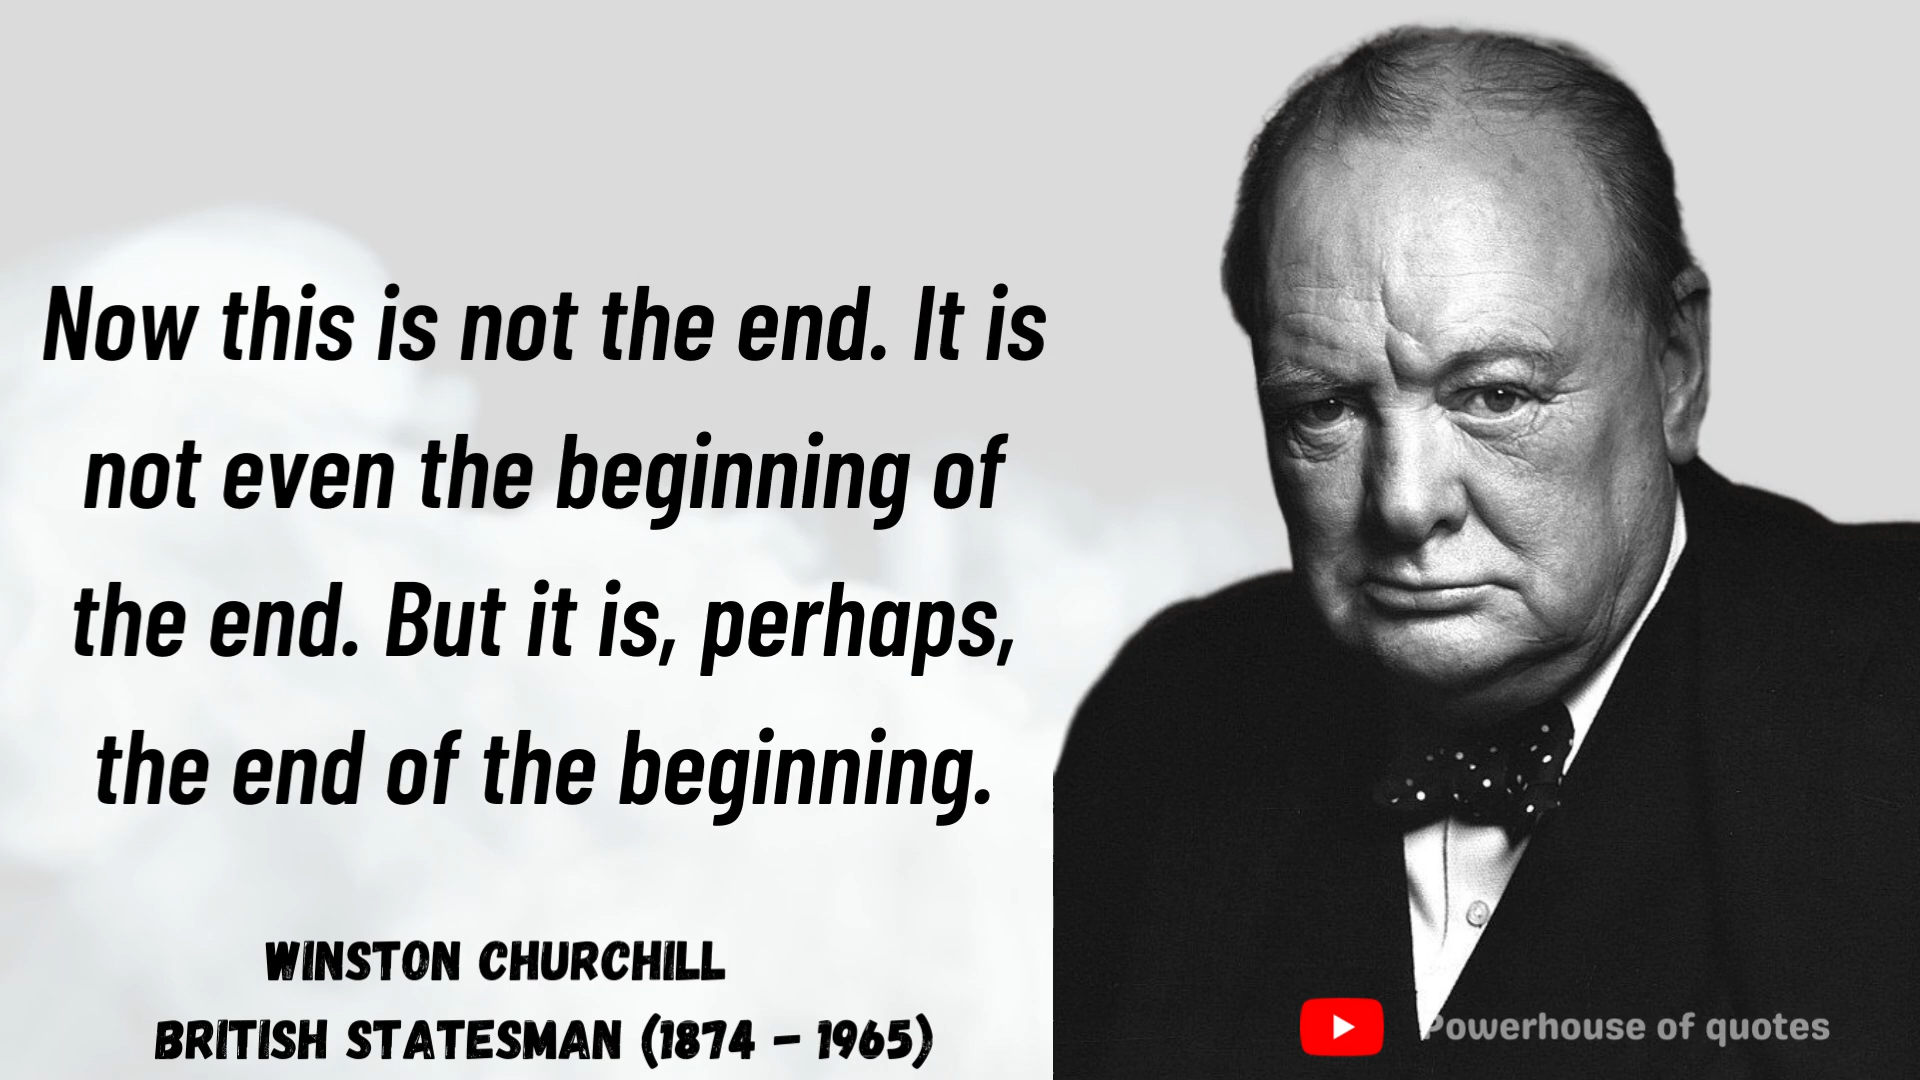 Now this is not the end. It is
not even the beginning of
the end. But it is, perhaps,
the end of the beginning.
WINSTON CHURCHILL
BRITISH STATESMAN (1874 – 1965)
Powerhouse of quotes